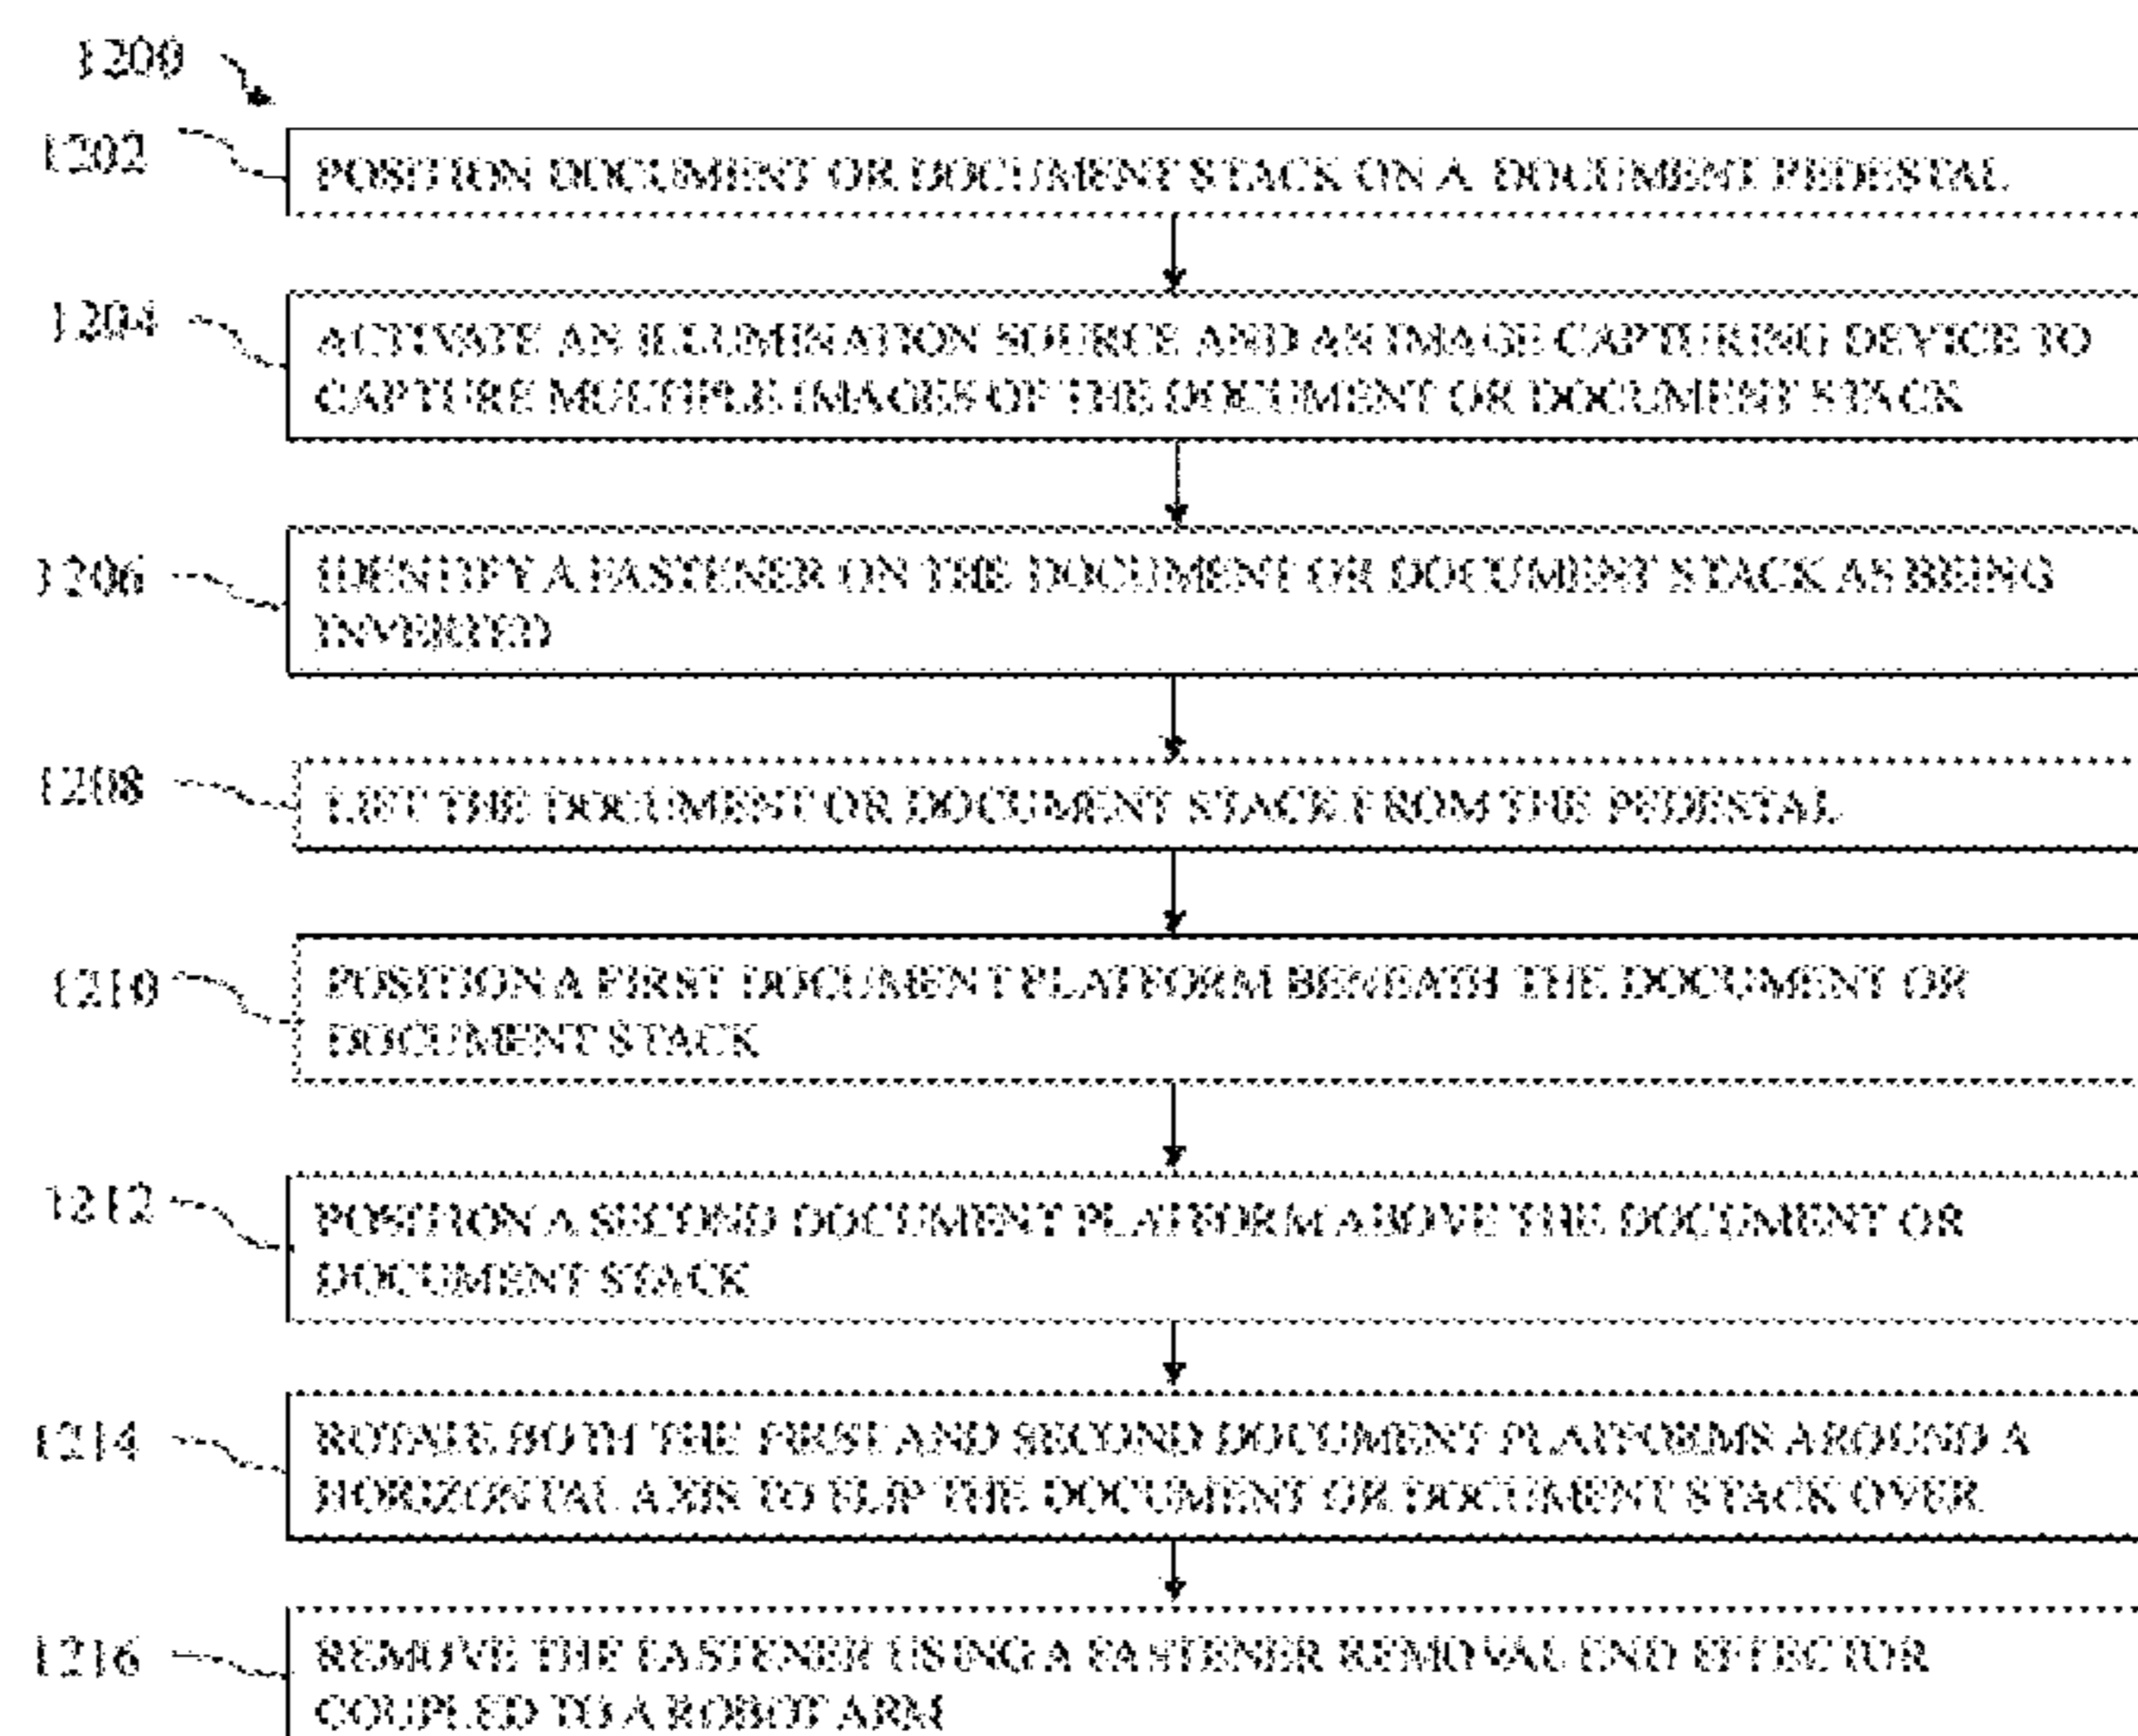 1200
1202
POSITION DOCUMENT OR DOCUMENT STACK ON A DOCUMENT PEDESTAL
1204
ACTIVATE AN ILLUMINATION SOURCE AND AN IMAGE CAPTURING DEVICE TO
CAPTURE MULTIPLE IMAGES OF THE DOCUMENT OR DOCUMENT STACK
1206
IDENTIFY A FASTENER ON THE DOCUMENT OR DOCUMENT STACK AS BEING
INVERTED
1208
LIFT THE DOCUMENT OR DOCUMENT STACK FROM THE PEDESTAL
1210
POSITION A FIRST DOCUMENT PLATFORM BENEATH THE DOCUMENT OR
DOCUMENT STACK
1212
POSITION A SECOND DOCUMENT PLATFORM ABOVE THE DOCUMENT OR
DOCUMENT STACK
1214
ROTATE BOTH THE FIRST AND SECOND DOCUMENT PLATFORMS AROUND A
HORIZONTAL AXIS TO FLIP THE DOCUMENT OR DOCUMENT STACK OVER
1216
REMOVE THE FASTENER USING A FASTENER REMOVAL END EFFECTOR
COUPLED TO A ROBOT ARM